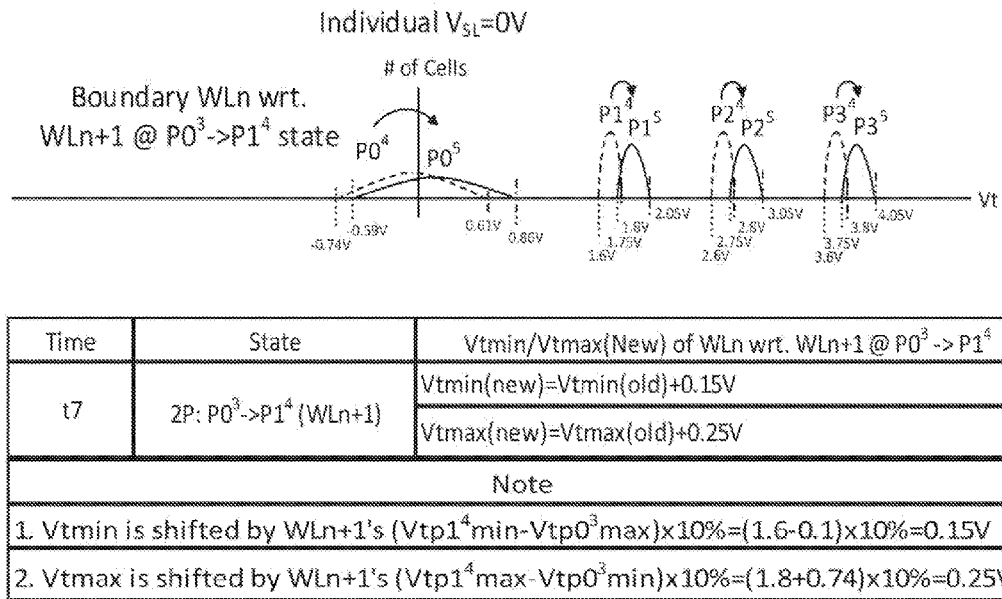 Individual VSL=0V
# of Cells
Boundary WLn wrt.
WLn+1 @ P0³->P1⁴ state
P0⁴
P0⁵
P1⁴
P1⁵
P2⁴
P2⁵
P3⁴
P3⁵
Vt
-0.74V
-0.59V
0.61V
0.86V
1.6V
1.75V
1.8V
2.05V
2.6V
2.75V
2.8V
3.05V
3.6V
3.75V
3.8V
4.05V
Time State Vtmin/Vtmax(New) of WLn wrt. WLn+1 @ P0³ -> P1⁴
t7 2P: P0³->P1⁴ (WLn+1) Vtmin(new)=Vtmin(old)+0.15V
Vtmax(new)=Vtmax(old)+0.25V
Note
1. Vtmin is shifted by WLn+1's (Vtp1⁴min-Vtp0³max)x10%=(1.6-0.1)x10%=0.15V
2. Vtmax is shifted by WLn+1's (Vtp1⁴max-Vtp0³min)x10%=(1.8+0.74)x10%=0.25V